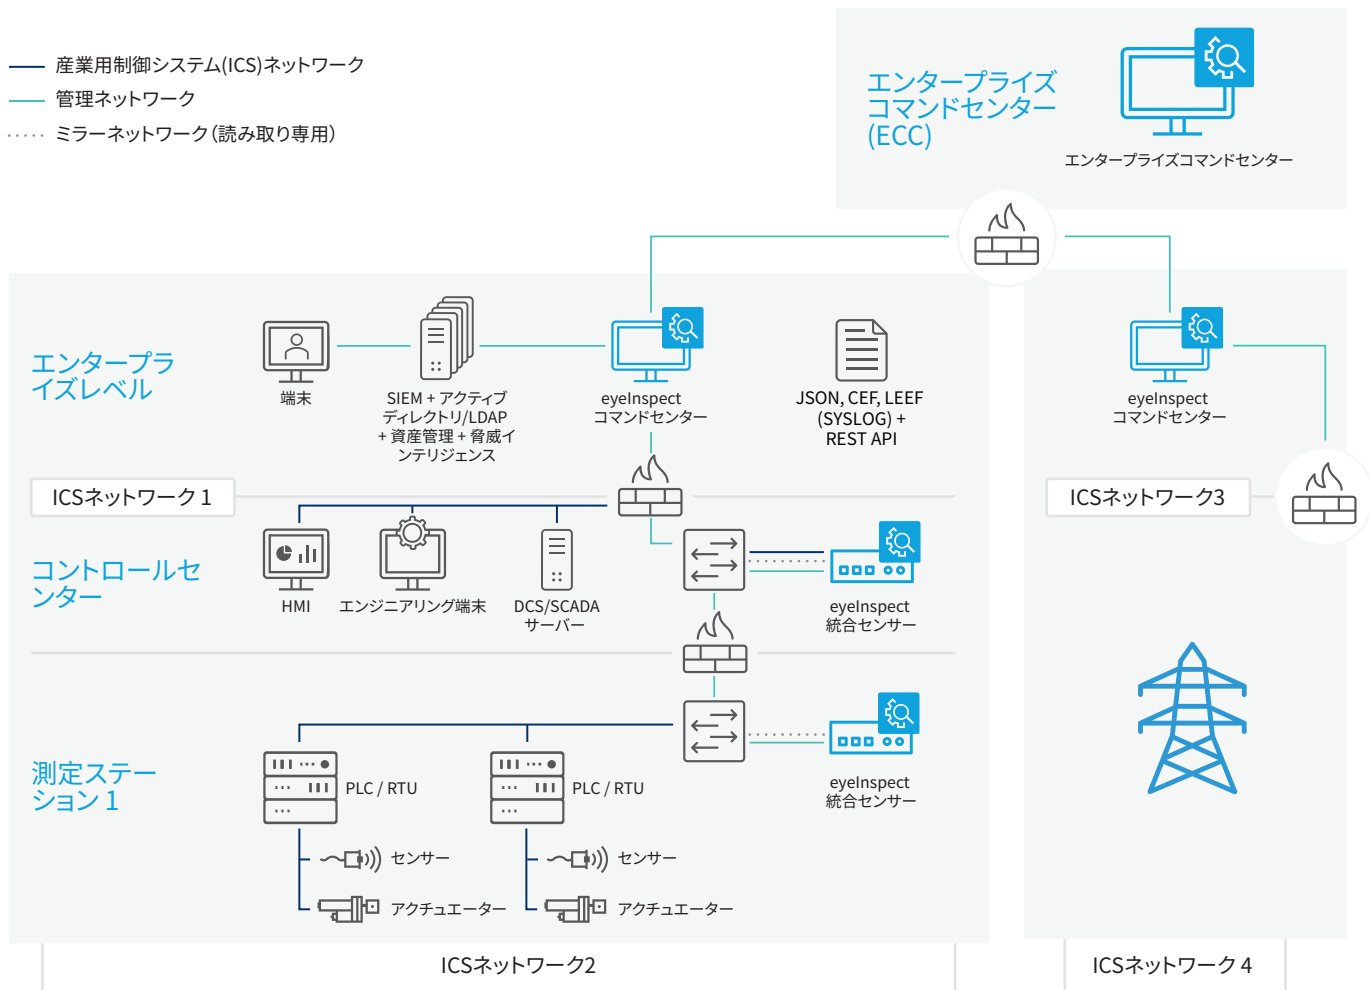 産業用制御システム(ICS)ネットワーク
管理ネットワーク
ミラーネットワーク（読み取り専用）
エンタープライズ
コマンドセンター
(ECC)
エンタープライズコマンドセンター
エンタープラ
イズレベル
端末
SIEM + アクティブ
ディレクトリ/LDAP
+ 資産管理 + 脅威イ
ンテリジェンス
eyeInspect
コマンドセンター
JSON, CEF, LEEF
(SYSLOG) +
REST API
eyeInspect
コマンドセンター
ICSネットワーク 1
ICSネットワーク3
コントロールセ
ンター
HMI
エンジニアリング端末
DCS/SCADA
サーバー
eyeInspect
統合センサー
測定ステー
ション 1
PLC / RTU
PLC / RTU
eyeInspect
統合センサー
センサー
センサー
アクチュエーター
アクチュエーター
ICSネットワーク2
ICSネットワーク 4